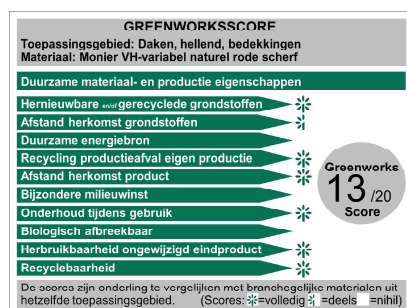 GREENWORKSSCORE
Toepassingsgebied: Daken, hellend, bedekkingen
Materiaal: Monier VH-variabel naturel rode scherf
Duurzame materiaal- en productie eigenschappen
Hernieuwbare en/of gerecyclede grondstoffen
Afstand herkomst grondstoffen
Duurzame energiebron
Recycling productieafval eigen productie
Afstand herkomst product
Bijzondere milieuwinst
Onderhoud tijdens gebruik
Biologisch afbreekbaar
Herbruikbaarheid ongewijzigd eindproduct
Recyclebaarheid
Greenworks
13 /20
Score
De scores zijn onderling te vergelijken met branchegelijke materialen uit
hetzelfde toepassingsgebied. (Scores: =volledig =deels =nihil)